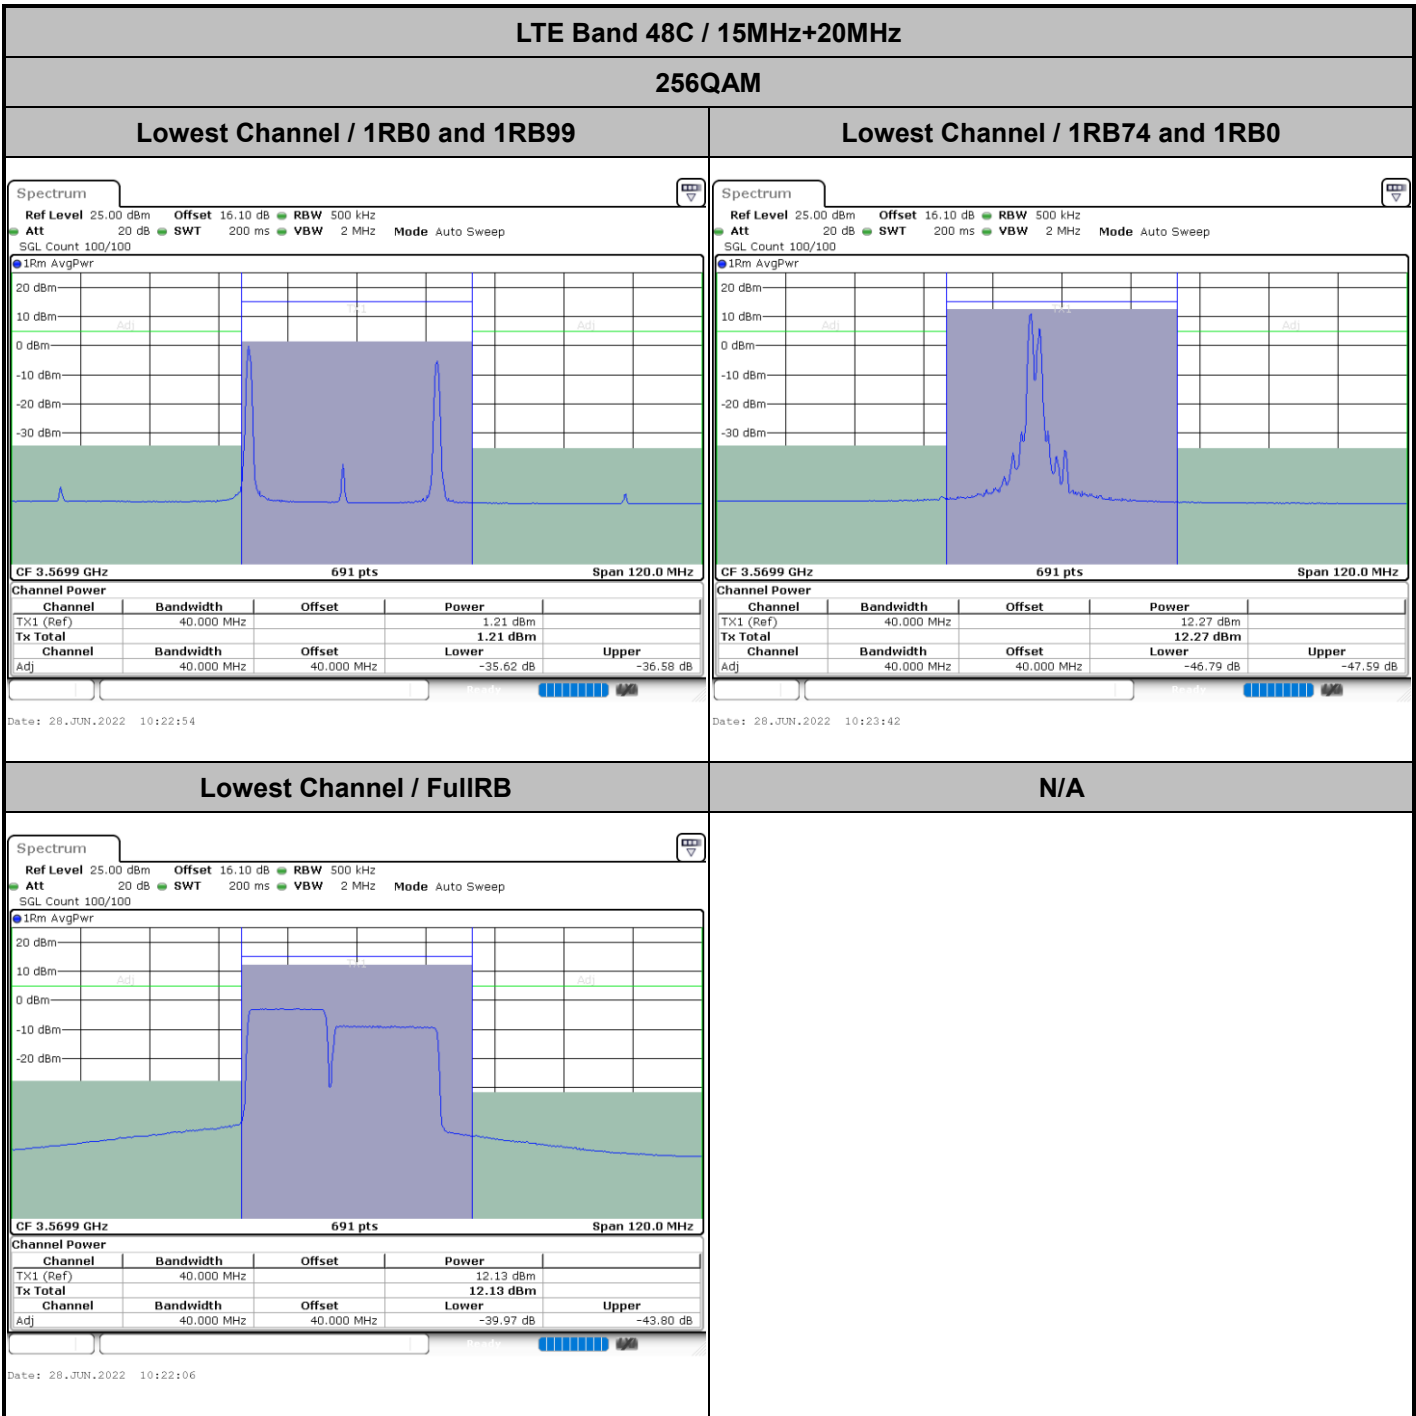 LTE Band 48C / 15MHz+20MHz
256QAM
Lowest Channel / 1RB0 and 1RB99
Lowest Channel / 1RB74 and 1RB0
Spectrum
Ref Level 25.00 dBm Offset 16.10 dB RBW 500 kHz
Att 20 dB SWT 200 ms VBW 2 MHz Mode Auto Sweep
SGL Count 100/100
1Rm AvgPwr
20 dBm
10 dBm
0 dBm
-10 dBm
-20 dBm
-30 dBm
Adj
TX1
Adj
CF 3.5699 GHz 691 pts Span 120.0 MHz
Channel Power
Channel Bandwidth Offset Power
TX1 (Ref) 40.000 MHz 1.21 dBm
Tx Total 1.21 dBm
Channel Bandwidth Offset Lower Upper
Adj 40.000 MHz 40.000 MHz -35.62 dB -36.58 dB
Ready
Date: 28.JUN.2022 10:22:54
Spectrum
Ref Level 25.00 dBm Offset 16.10 dB RBW 500 kHz
Att 20 dB SWT 200 ms VBW 2 MHz Mode Auto Sweep
SGL Count 100/100
1Rm AvgPwr
20 dBm
10 dBm
0 dBm
-10 dBm
-20 dBm
-30 dBm
Adj
TX1
Adj
CF 3.5699 GHz 691 pts Span 120.0 MHz
Channel Power
Channel Bandwidth Offset Power
TX1 (Ref) 40.000 MHz 12.27 dBm
Tx Total 12.27 dBm
Channel Bandwidth Offset Lower Upper
Adj 40.000 MHz 40.000 MHz -46.79 dB -47.59 dB
Ready
Date: 28.JUN.2022 10:23:42
Lowest Channel / FullRB
N/A
Spectrum
Ref Level 25.00 dBm Offset 16.10 dB RBW 500 kHz
Att 20 dB SWT 200 ms VBW 2 MHz Mode Auto Sweep
SGL Count 100/100
1Rm AvgPwr
20 dBm
10 dBm
0 dBm
-10 dBm
-20 dBm
Adj
TX1
Adj
CF 3.5699 GHz 691 pts Span 120.0 MHz
Channel Power
Channel Bandwidth Offset Power
TX1 (Ref) 40.000 MHz 12.13 dBm
Tx Total 12.13 dBm
Channel Bandwidth Offset Lower Upper
Adj 40.000 MHz 40.000 MHz -39.97 dB -43.80 dB
Ready
Date: 28.JUN.2022 10:22:06